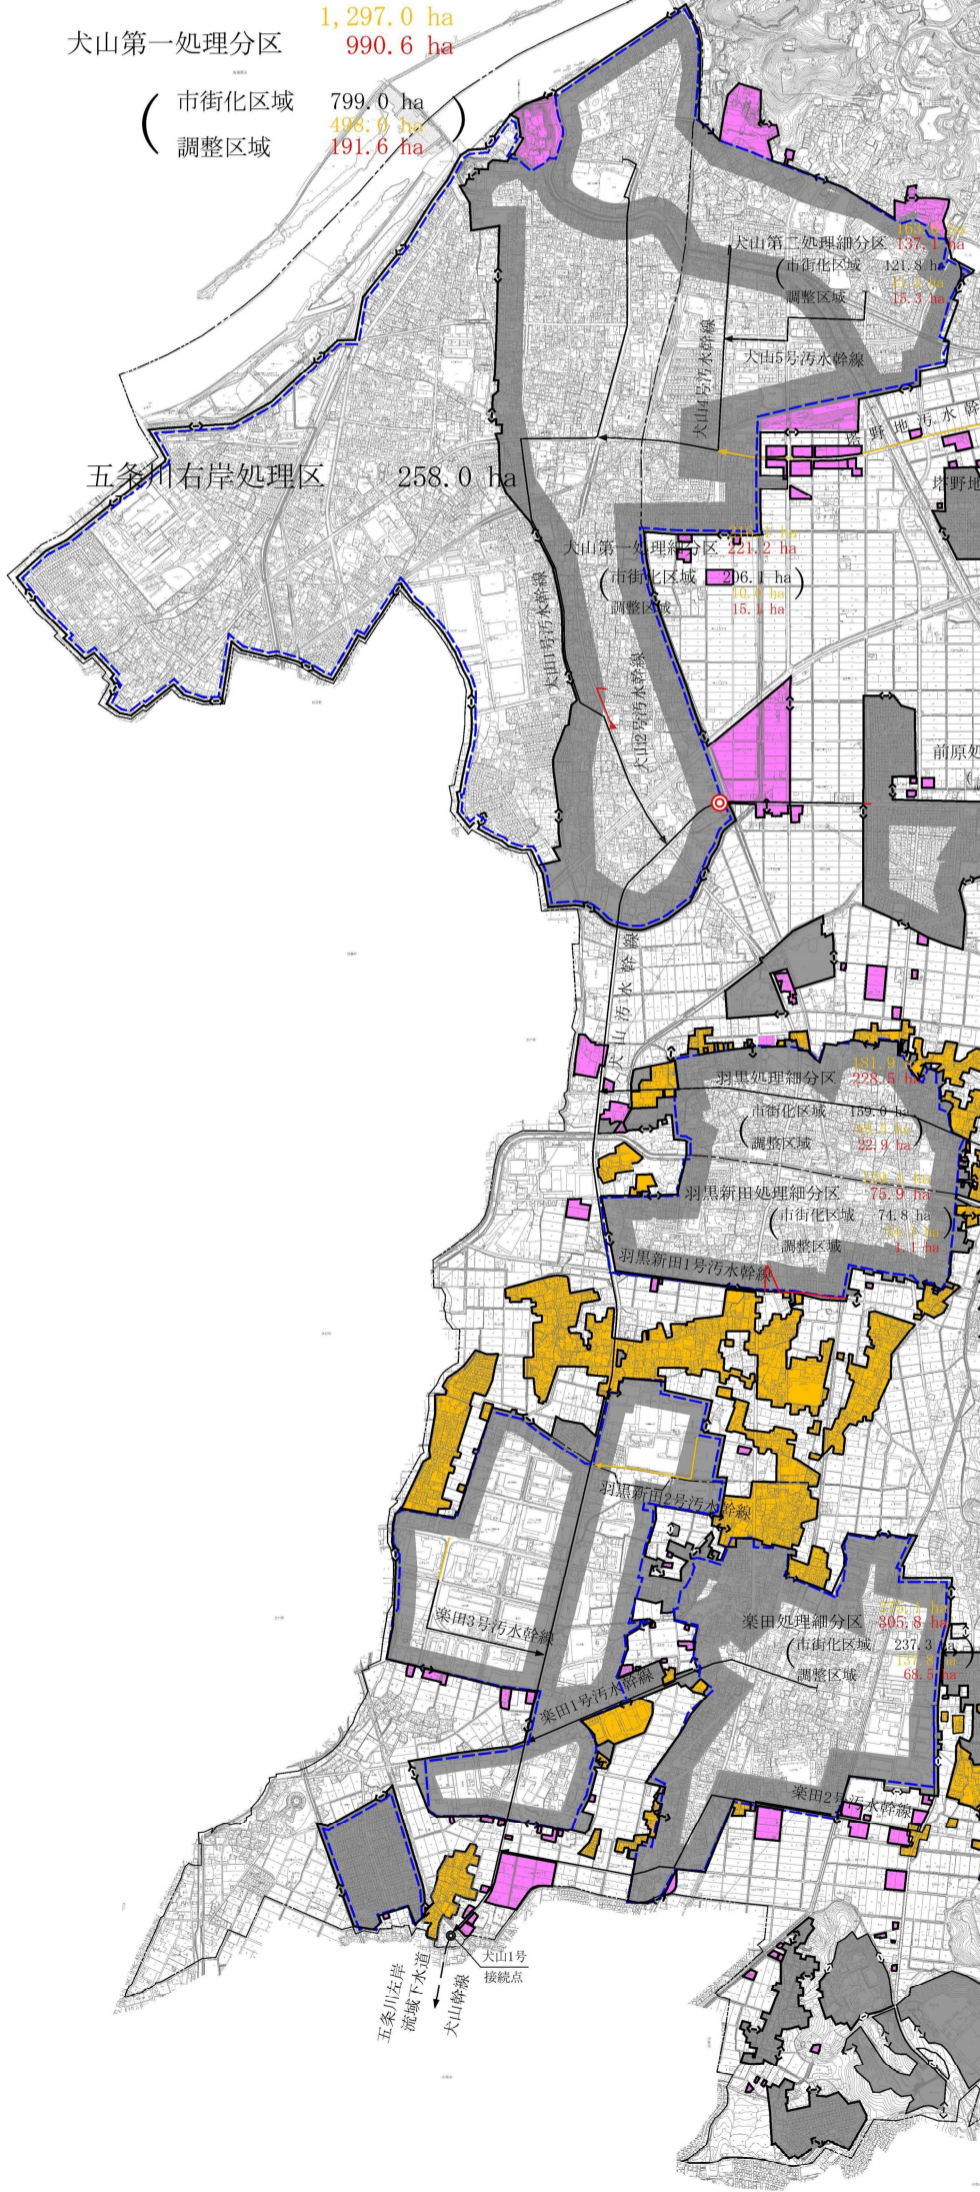 1,297.0 ha
犬山第一処理分区 990.6 ha
市街化区域 799.0 ha
498.0 ha
調整区域 191.6 ha
犬山第二処理細分区 137.1 ha
市街化区域 121.8 ha
調整区域 15.3 ha
犬山4号汚水幹線
犬山5号汚水幹線
塔野地汚水幹
塔野地
五条川右岸処理区 258.0 ha
犬山第一処理細分区 221.2 ha
市街化区域 206.1 ha
10.0 ha
調整区域 15.1 ha
犬山1号汚水幹線
犬山2号汚水幹線
前原処
犬山汚水幹線
181.9
羽黒処理細分区 228.5 ha
市街化区域 159.0 ha
調整区域 22.9 ha
羽黒新田処理細分区 75.9 ha
市街化区域 74.8 ha
調整区域 1.1 ha
羽黒新田1号汚水幹線
羽黒新田2号汚水幹線
楽田3号汚水幹線
楽田処理細分区 305.8 ha
市街化区域 237.3 ha
137.8 ha
調整区域 68.5 ha
楽田1号汚水幹線
楽田2号汚水幹線
犬山1号
接続点
五条川左岸
流域下水道
犬山幹線